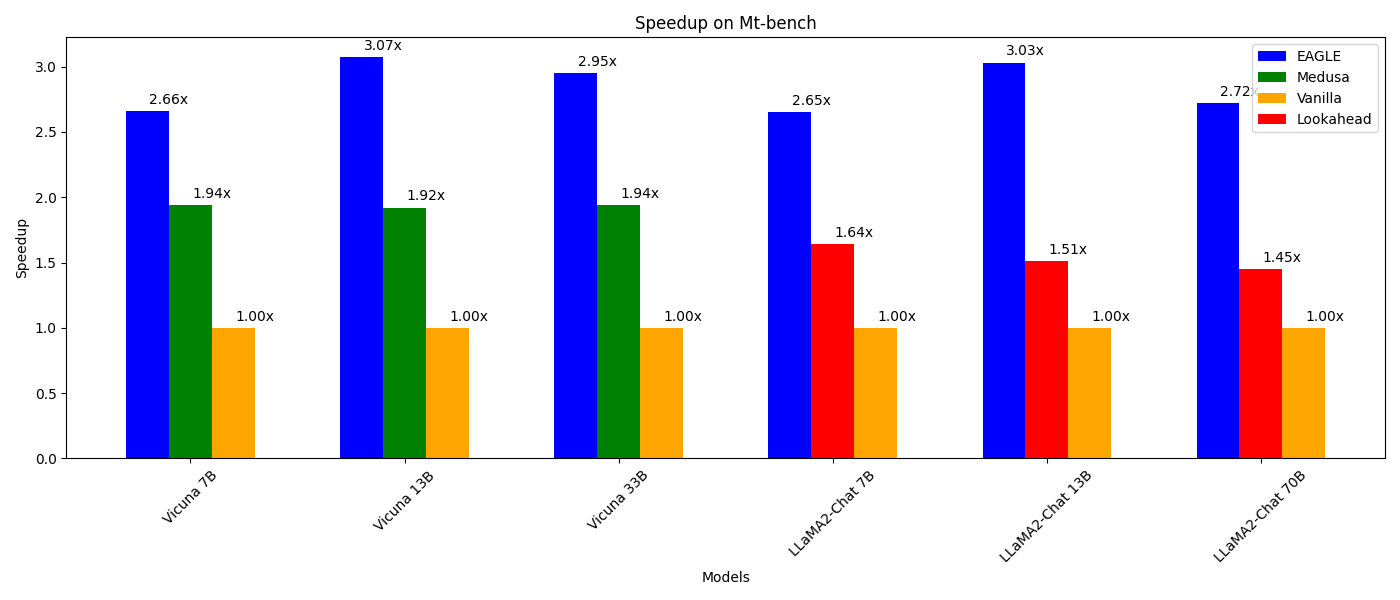 Speedup on Mt-bench
Speedup
3.0
2.5
2.0
1.5
1.0
0.5
0.0
2.66x
1.94x
1.00x
3.07x
1.92x
1.00x
2.95x
1.94x
1.00x
2.65x
1.64x
1.00x
3.03x
1.51x
1.00x
2.72x
1.45x
1.00x
EAGLE
Medusa
Vanilla
Lookahead
Vicuna 7B
Vicuna 13B
Vicuna 33B
LLaMA2-Chat 7B
LLaMA2-Chat 13B
LLaMA2-Chat 70B
Models